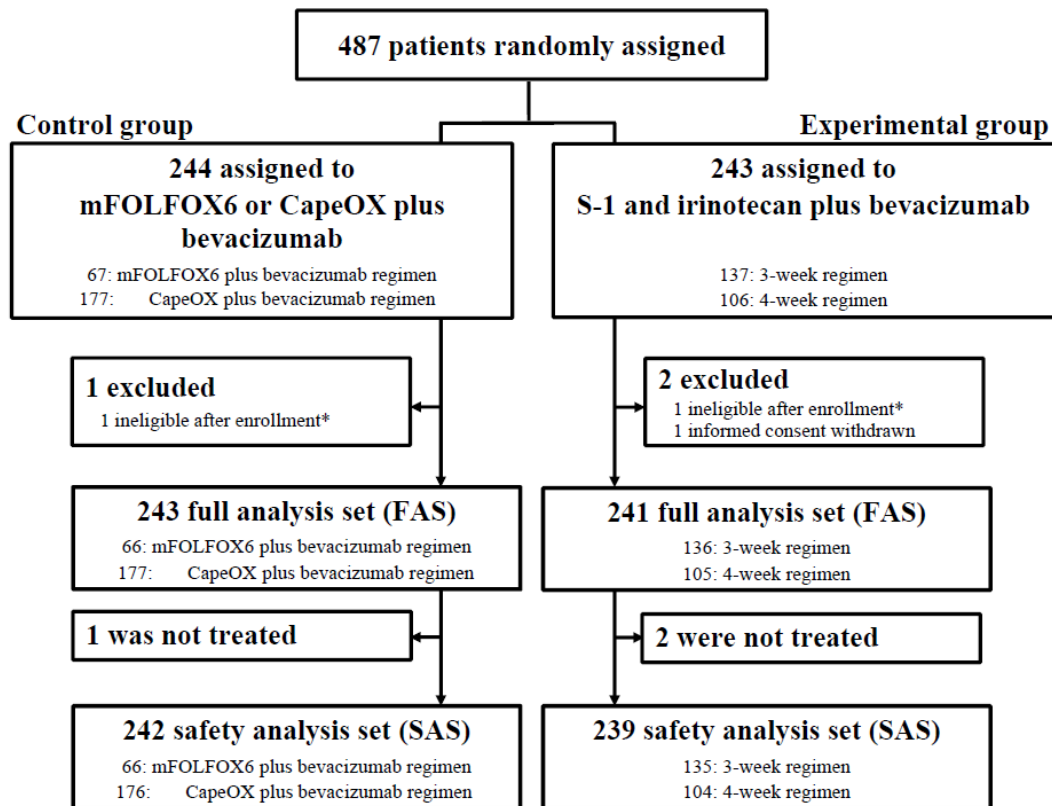 487 patients randomly assigned
Control group
Experimental group
244 assigned to
mFOLFOX6 or CapeOX plus
bevacizumab
67: mFOLFOX6 plus bevacizumab regimen
177: CapeOX plus bevacizumab regimen
243 assigned to
S-1 and irinotecan plus bevacizumab
137: 3-week regimen
106: 4-week regimen
1 excluded
1 ineligible after enrollment*
2 excluded
1 ineligible after enrollment*
1 informed consent withdrawn
243 full analysis set (FAS)
66: mFOLFOX6 plus bevacizumab regimen
177: CapeOX plus bevacizumab regimen
241 full analysis set (FAS)
136: 3-week regimen
105: 4-week regimen
1 was not treated
2 were not treated
242 safety analysis set (SAS)
66: mFOLFOX6 plus bevacizumab regimen
176: CapeOX plus bevacizumab regimen
239 safety analysis set (SAS)
135: 3-week regimen
104: 4-week regimen